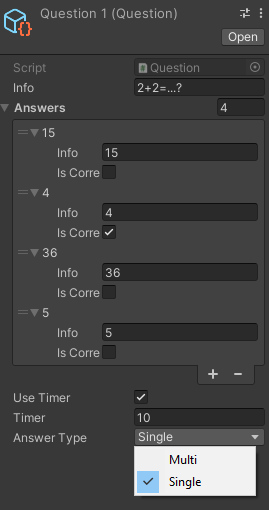 Question 1 (Question)
Open
Script Question
Info 2+2=...?
Answers 4
15
Info 15
Is Corre
4
Info 4
Is Corre
36
Info 36
Is Corre
5
Info 5
Is Corre
+ −
Use Timer
Timer 10
Answer Type Single
Multi
Single